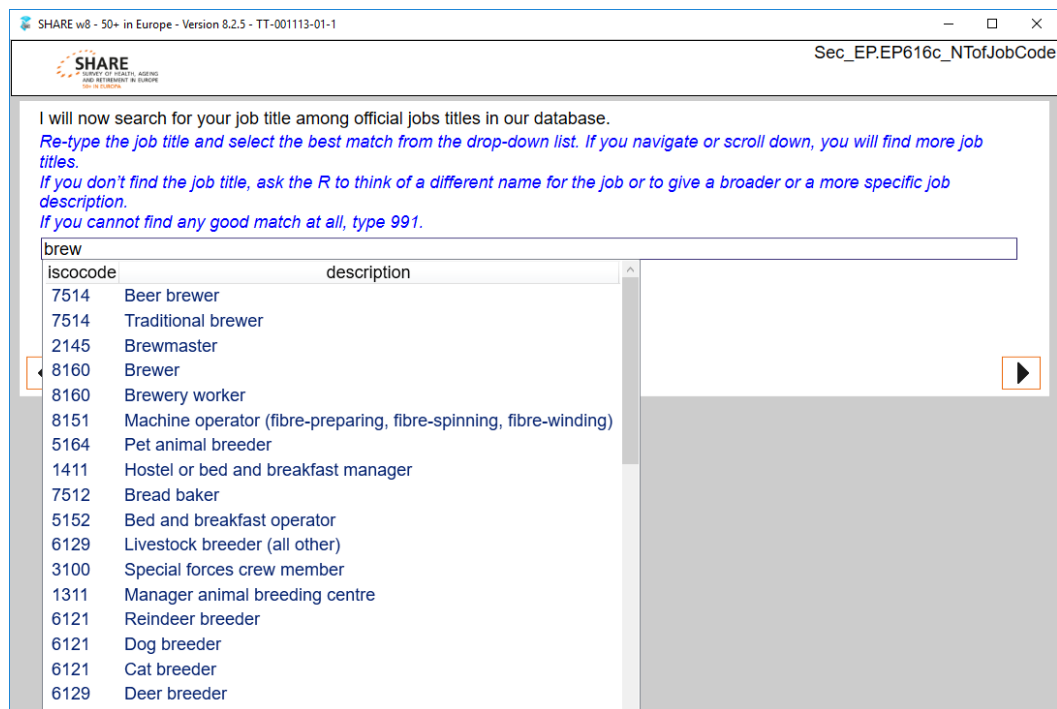 SHARE w8 - 50+ in Europe - Version 8.2.5 - TT-001113-01-1
Sec_EP.EP616c_NTofJobCode
SHARE
SURVEY OF HEALTH, AGEING
AND RETIREMENT IN EUROPE
50+ IN EUROPA
I will now search for your job title among official jobs titles in our database.
Re-type the job title and select the best match from the drop-down list. If you navigate or scroll down, you will find more job
titles.
If you don’t find the job title, ask the R to think of a different name for the job or to give a broader or a more specific job
description.
If you cannot find any good match at all, type 991.
brew
iscocode description
7514 Beer brewer
7514 Traditional brewer
2145 Brewmaster
8160 Brewer
8160 Brewery worker
8151 Machine operator (fibre-preparing, fibre-spinning, fibre-winding)
5164 Pet animal breeder
1411 Hostel or bed and breakfast manager
7512 Bread baker
5152 Bed and breakfast operator
6129 Livestock breeder (all other)
3100 Special forces crew member
1311 Manager animal breeding centre
6121 Reindeer breeder
6121 Dog breeder
6121 Cat breeder
6129 Deer breeder